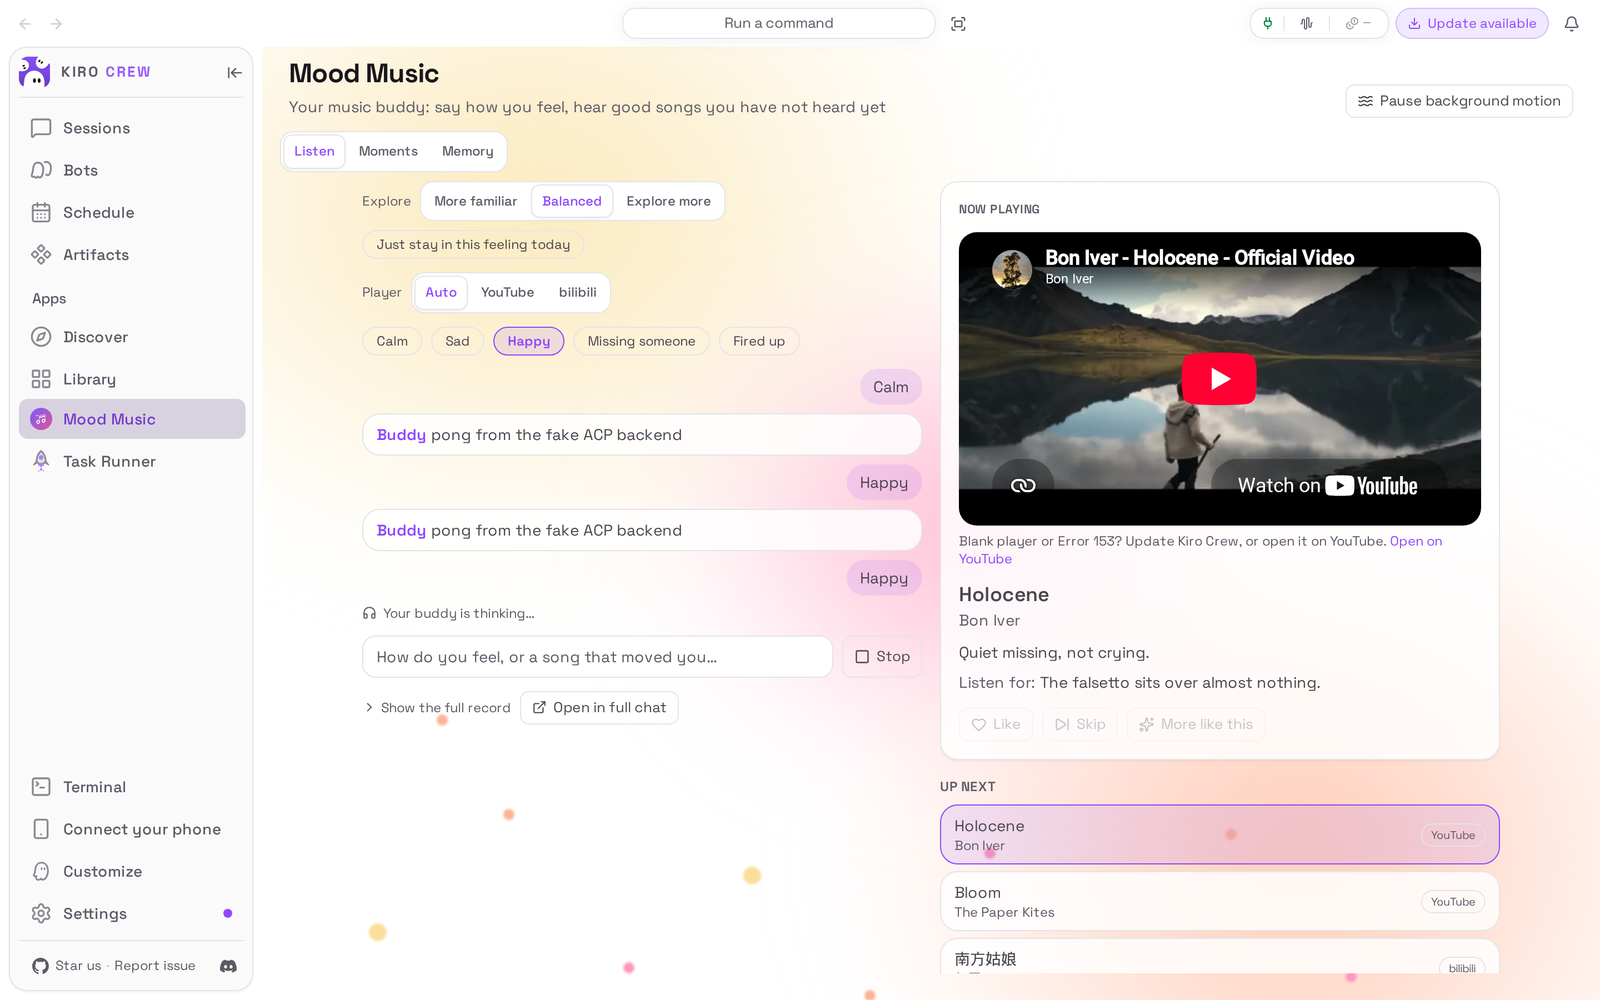 Run a command
Update available
KIRO CREW
Sessions
Bots
Schedule
Artifacts
Apps
Discover
Library
Mood Music
Task Runner
Terminal
Connect your phone
Customize
Settings
Star us · Report issue
Mood Music
Your music buddy: say how you feel, hear good songs you have not heard yet
Pause background motion
Listen Moments Memory
Explore More familiar Balanced Explore more
Just stay in this feeling today
Player Auto YouTube bilibili
Calm Sad Happy Missing someone Fired up
Calm
Buddy pong from the fake ACP backend
Happy
Buddy pong from the fake ACP backend
Happy
Your buddy is thinking...
How do you feel, or a song that moved you...
Stop
Show the full record
Open in full chat
NOW PLAYING
Bon Iver - Holocene - Official Video
Bon Iver
Watch on YouTube
Blank player or Error 153? Update Kiro Crew, or open it on YouTube. Open on
YouTube
Holocene
Bon Iver
Quiet missing, not crying.
Listen for: The falsetto sits over almost nothing.
Like Skip More like this
UP NEXT
Holocene
Bon Iver
YouTube
Bloom
The Paper Kites
YouTube
南方姑娘
bilibili